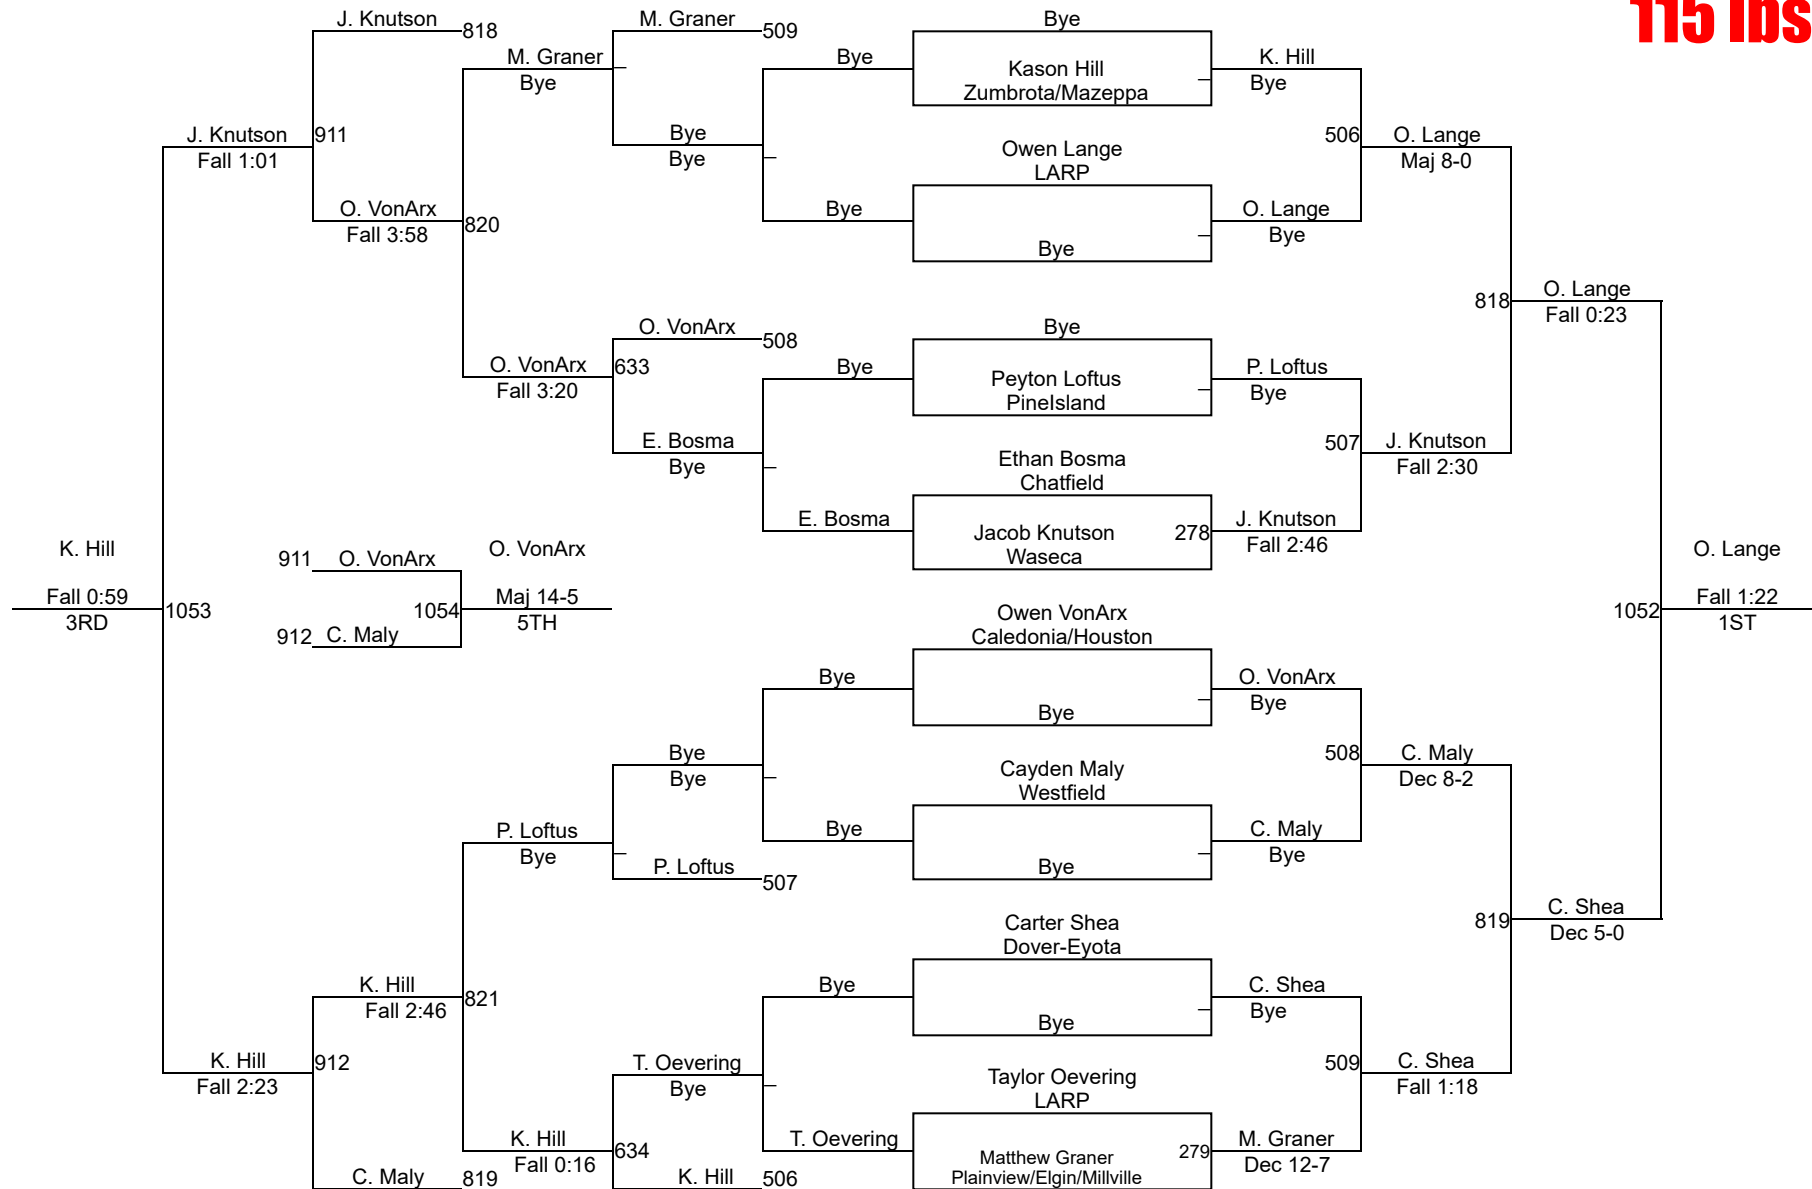 115 lbs
J. Knutson
818
M. Graner
509
Bye
M. Graner
Bye
Bye
Kason Hill
Zumbrota/Mazeppa
K. Hill
Bye
J. Knutson
Fall 1:01
911
Bye
Bye
506
O. Lange
Maj 8-0
Owen Lange
LARP
O. VonArx
Fall 3:58
820
Bye
Bye
O. Lange
Bye
818
O. Lange
Fall 0:23
O. VonArx
508
Bye
O. VonArx
Fall 3:20
633
Bye
Peyton Loftus
PineIsland
P. Loftus
Bye
E. Bosma
Bye
507
J. Knutson
Fall 2:30
Ethan Bosma
Chatfield
E. Bosma
Jacob Knutson
Waseca
278
J. Knutson
Fall 2:46
K. Hill
Fall 0:59
3RD
1053
911
O. VonArx
912
C. Maly
1054
O. VonArx
Maj 14-5
5TH
O. Lange
1052
Fall 1:22
1ST
Owen VonArx
Caledonia/Houston
Bye
Bye
O. VonArx
Bye
Bye
Bye
508
C. Maly
Dec 8-2
Cayden Maly
Westfield
P. Loftus
Bye
Bye
Bye
C. Maly
Bye
P. Loftus
507
819
C. Shea
Dec 5-0
Carter Shea
Dover-Eyota
K. Hill
Fall 2:46
821
Bye
Bye
C. Shea
Bye
K. Hill
Fall 2:23
912
T. Oevering
Bye
509
C. Shea
Fall 1:18
Taylor Oevering
LARP
K. Hill
Fall 0:16
634
T. Oevering
Matthew Graner
Plainview/Elgin/Millville
279
M. Graner
Dec 12-7
C. Maly
819
K. Hill
506